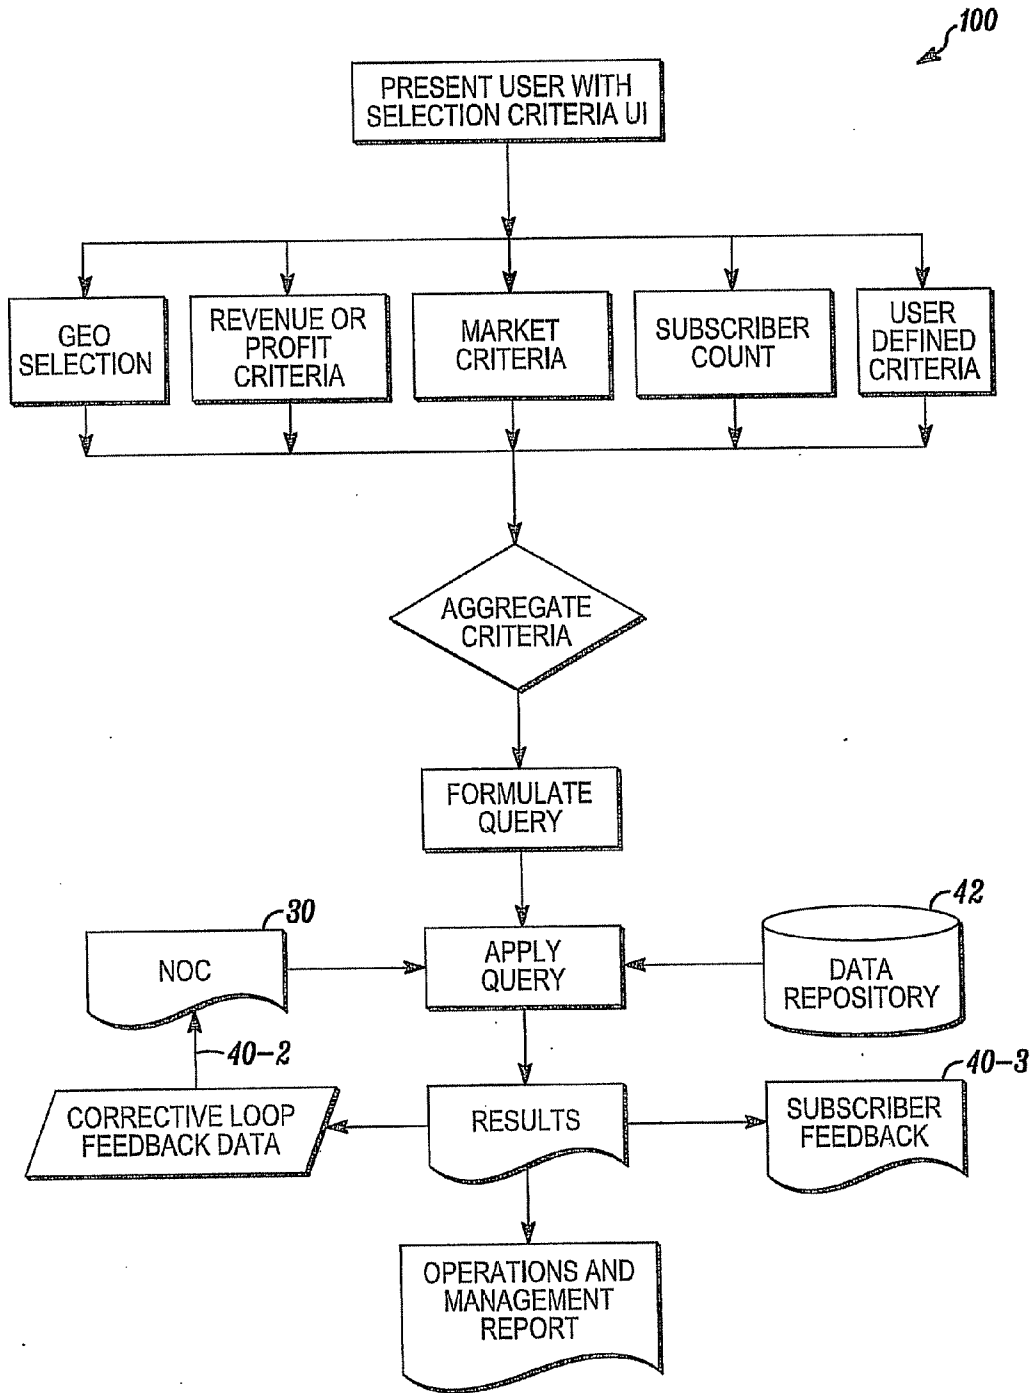 100
PRESENT USER WITH
SELECTION CRITERIA UI
GEO
SELECTION
REVENUE OR
PROFIT
CRITERIA
MARKET
CRITERIA
SUBSCRIBER
COUNT
USER
DEFINED
CRITERIA
AGGREGATE
CRITERIA
FORMULATE
QUERY
30
NOC
APPLY
QUERY
42
DATA
REPOSITORY
40-2
CORRECTIVE LOOP
FEEDBACK DATA
RESULTS
40-3
SUBSCRIBER
FEEDBACK
OPERATIONS AND
MANAGEMENT
REPORT